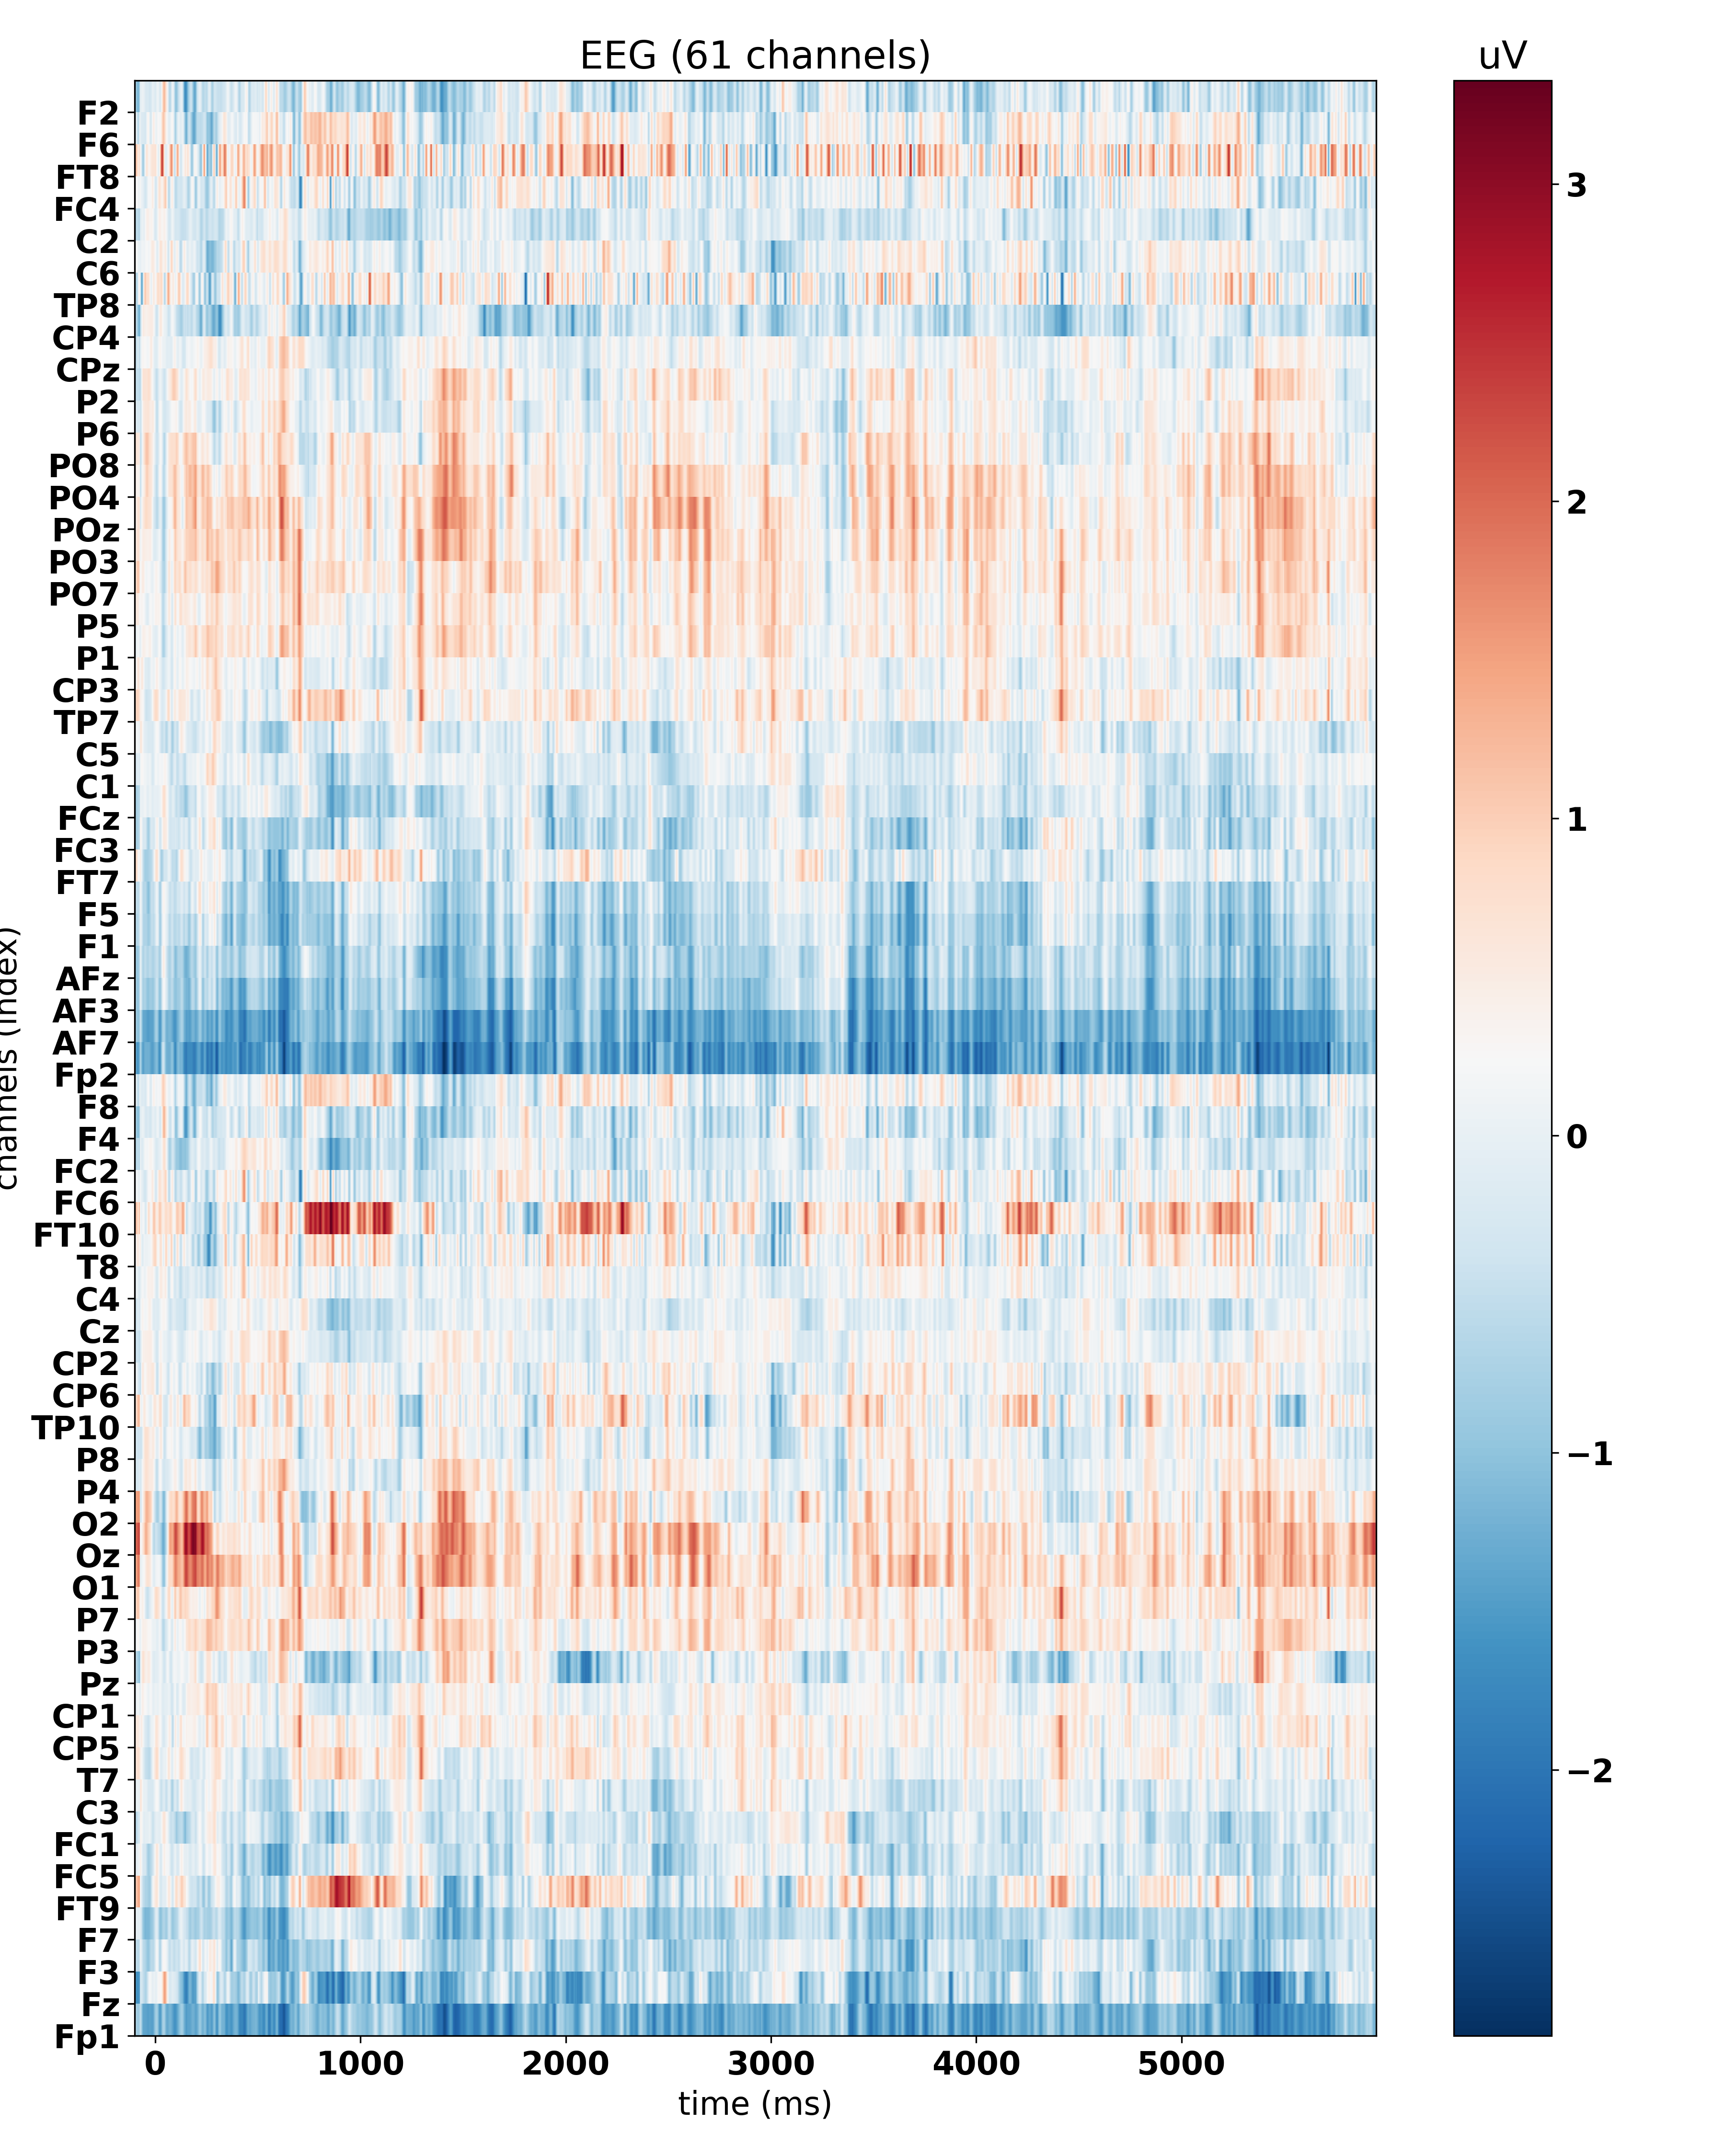 EEG (61 channels)
uV
F2
F6
FT8
FC4
C2
C6
TP8
CP4
CPz
P2
P6
PO8
PO4
POz
PO3
PO7
P5
P1
CP3
TP7
C5
C1
FCz
FC3
FT7
F5
F1
AFz
AF3
AF7
Fp2
F8
F4
FC2
FC6
FT10
T8
C4
Cz
CP2
CP6
TP10
P8
P4
O2
Oz
O1
P7
P3
Pz
CP1
CP5
T7
C3
FC1
FC5
FT9
F7
F3
Fz
Fp1
channels (index)
0 1000 2000 3000 4000 5000
time (ms)
3
2
1
0
−1
−2